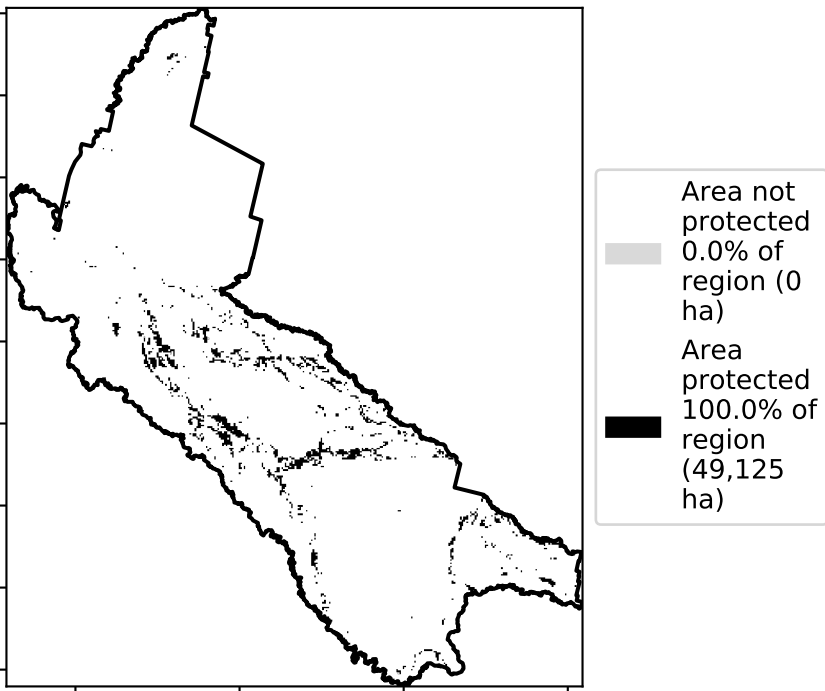 Area not
protected
0.0% of
region (0
ha)
Area
protected
100.0% of
region
(49,125
ha)